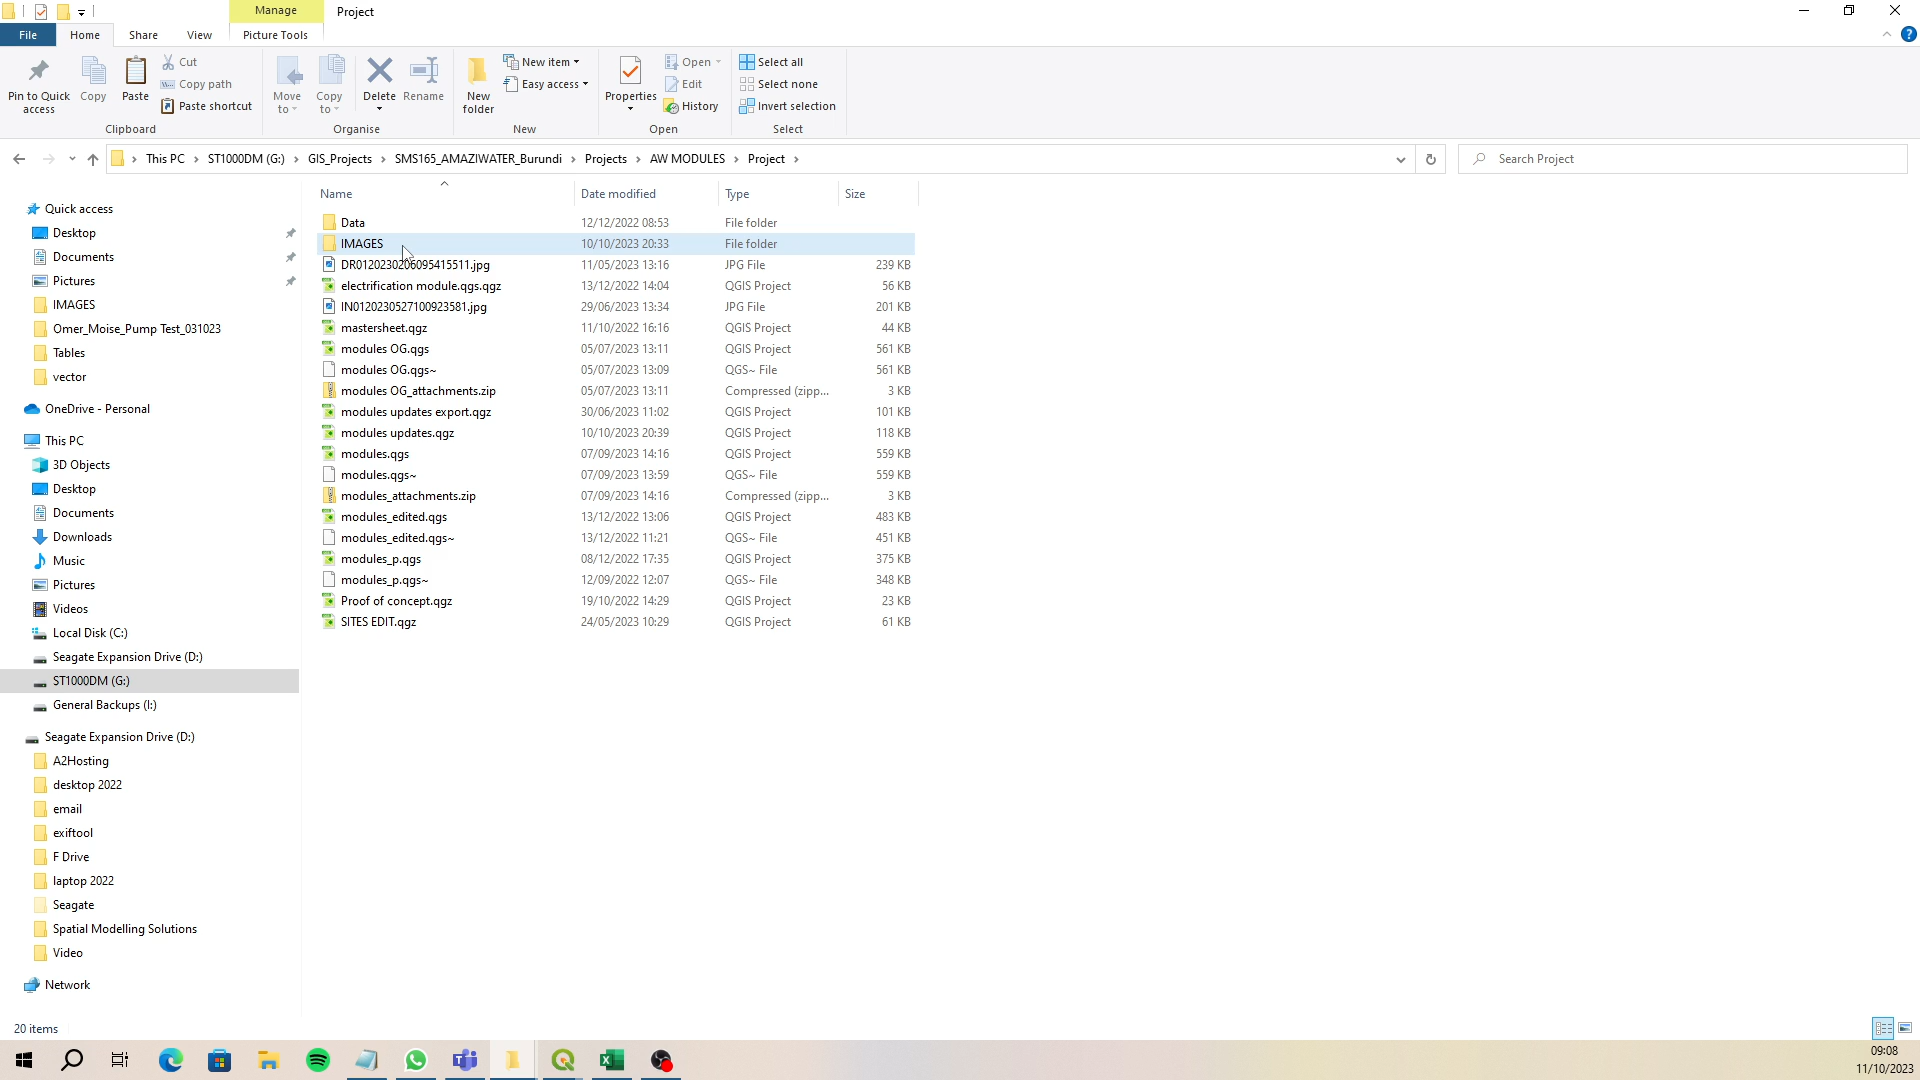 Manage Project
File Home Share View Picture Tools
Pin to Quick access
Copy
Paste
Cut
Copy path
Paste shortcut
Clipboard
Move to
Copy to
Delete
Rename
Organise
New folder
New item
Easy access
New
Properties
Open
Edit
History
Open
Select all
Select none
Invert selection
Select
This PC > ST1000DM (G:) > GIS_Projects > SMS165_AMAZIWATER_Burundi > Projects > AW MODULES > Project >
Search Project
Quick access
Desktop
Documents
Pictures
IMAGES
Omer_Moise_Pump Test_031023
Tables
vector
OneDrive - Personal
This PC
3D Objects
Desktop
Documents
Downloads
Music
Pictures
Videos
Local Disk (C:)
Seagate Expansion Drive (D:)
ST1000DM (G:)
General Backups (I:)
Seagate Expansion Drive (D:)
A2Hosting
desktop 2022
email
exiftool
F Drive
laptop 2022
Seagate
Spatial Modelling Solutions
Video
Network
Name Date modified Type Size
Data 12/12/2022 08:53 File folder
IMAGES 10/10/2023 20:33 File folder
DR0120230206095415511.jpg 11/05/2023 13:16 JPG File 239 KB
electrification module.qgs.qgz 13/12/2022 14:04 QGIS Project 56 KB
IN0120230527100923581.jpg 29/06/2023 13:34 JPG File 201 KB
mastersheet.qgz 11/10/2022 16:16 QGIS Project 44 KB
modules OG.qgs 05/07/2023 13:11 QGIS Project 561 KB
modules OG.qgs~ 05/07/2023 13:09 QGS~ File 561 KB
modules OG_attachments.zip 05/07/2023 13:11 Compressed (zipp... 3 KB
modules updates export.qgz 30/06/2023 11:02 QGIS Project 101 KB
modules updates.qgz 10/10/2023 20:39 QGIS Project 118 KB
modules.qgs 07/09/2023 14:16 QGIS Project 559 KB
modules.qgs~ 07/09/2023 13:59 QGS~ File 559 KB
modules_attachments.zip 07/09/2023 14:16 Compressed (zipp... 3 KB
modules_edited.qgs 13/12/2022 13:06 QGIS Project 483 KB
modules_edited.qgs~ 13/12/2022 11:21 QGS~ File 451 KB
modules_p.qgs 08/12/2022 17:35 QGIS Project 375 KB
modules_p.qgs~ 12/09/2022 12:07 QGS~ File 348 KB
Proof of concept.qgz 19/10/2022 14:29 QGIS Project 23 KB
SITES EDIT.qgz 24/05/2023 10:29 QGIS Project 61 KB
20 items
09:08
11/10/2023